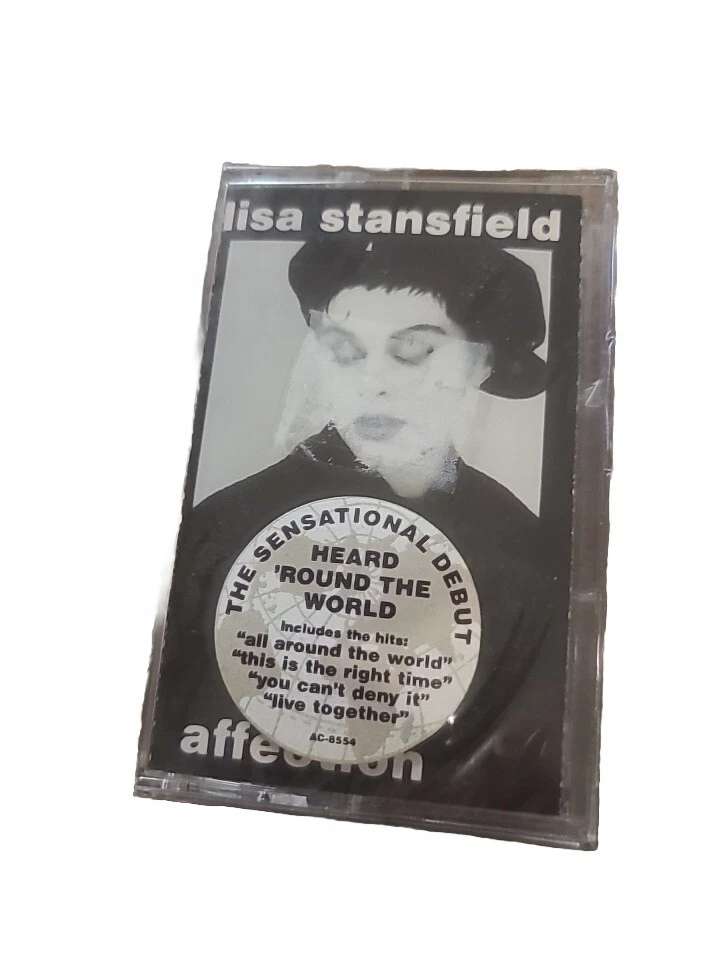 lisa stansfield
THE SENSATIONAL DEBUT
HEARD
'ROUND THE
WORLD
Includes the hits:
"all around the world"
"this is the right time"
"you can't deny it"
"live together"
AC-8554
affection